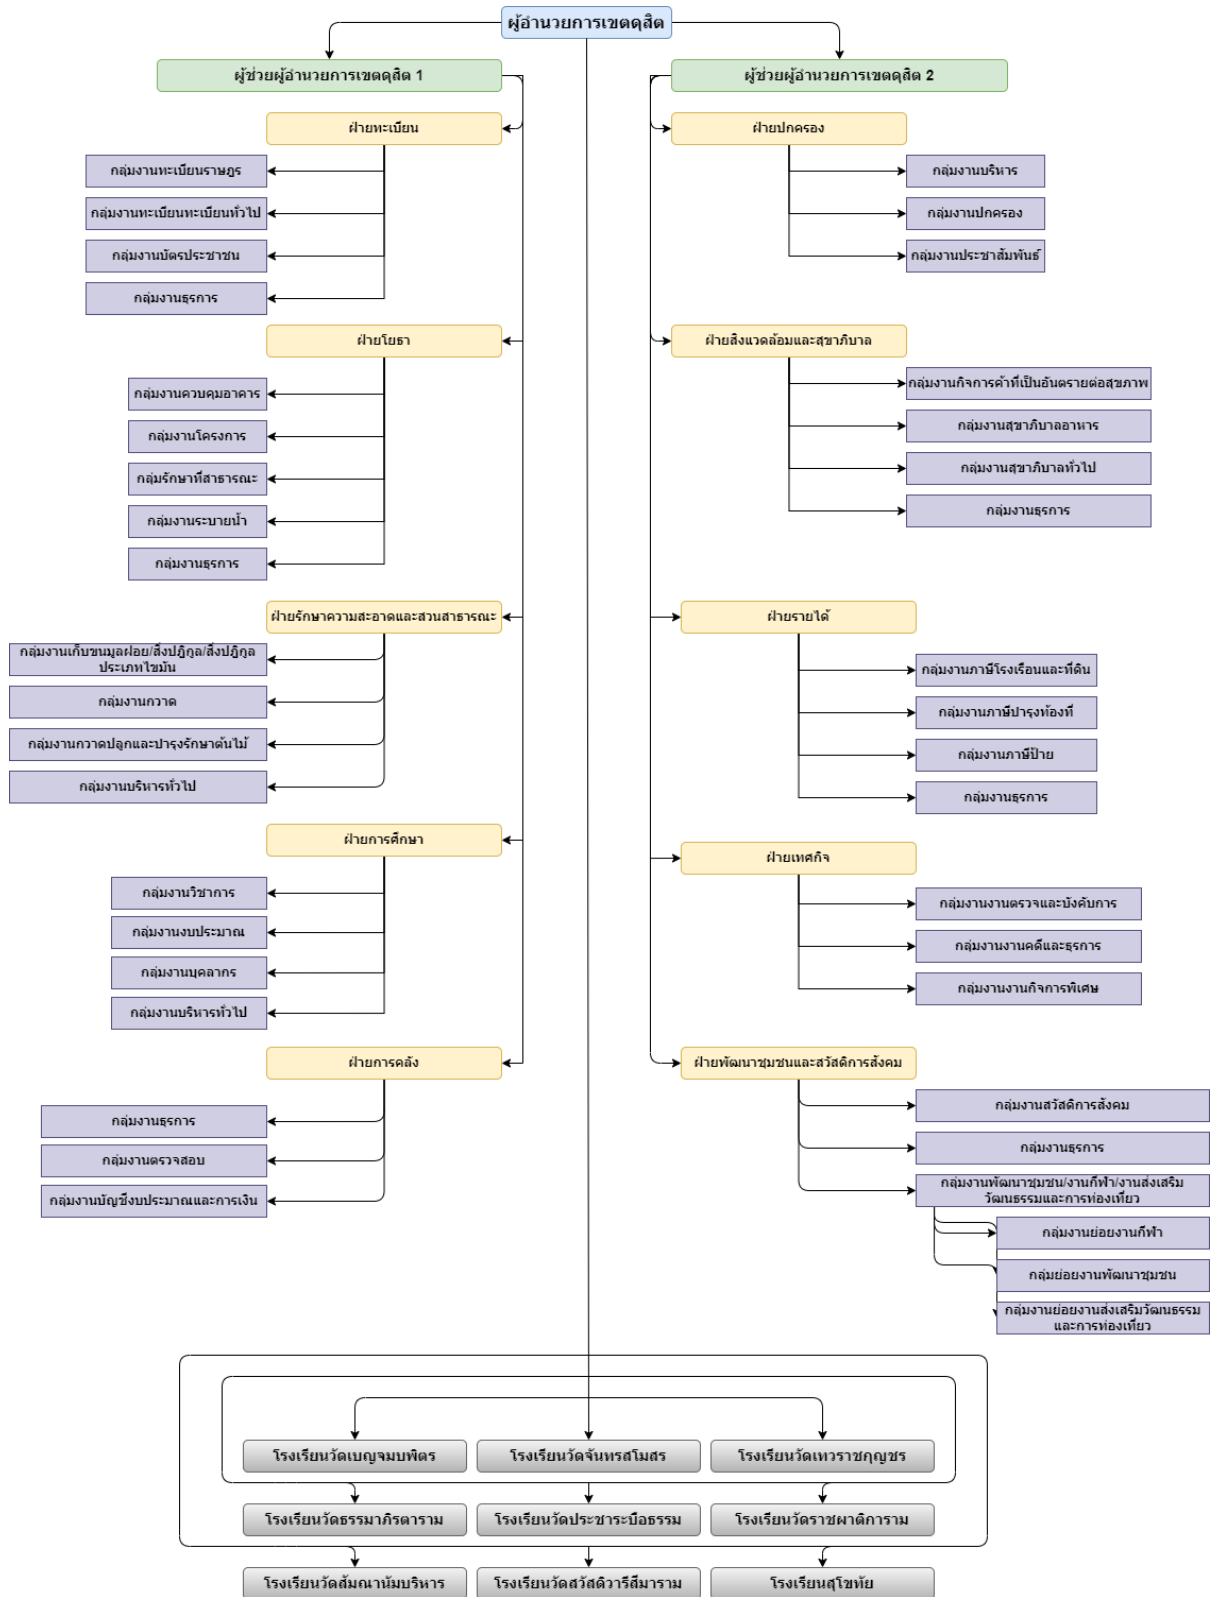 ผู้อำนวยการเขตดุสิต
ผู้ช่วยผู้อำนวยการเขตดุสิต 1
ฝ่ายทะเบียน
กลุ่มงานทะเบียนราษฎร
กลุ่มงานทะเบียนทะเบียนทั่วไป
กลุ่มงานบัตรประชาชน
กลุ่มงานธุรการ
ฝ่ายโยธา
กลุ่มงานควบคุมอาคาร
กลุ่มงานโครงการ
กลุ่มรักษาที่สาธารณะ
กลุ่มงานระบายน้ำ
กลุ่มงานธุรการ
ฝ่ายรักษาความสะอาดและสวนสาธารณะ
กลุ่มงานเก็บขนมูลฝอย/สิ่งปฏิกูล/สิ่งปฏิกูล
ประเภทไขมัน
กลุ่มงานกวาด
กลุ่มงานกวาดปลูกและบำรุงรักษาต้นไม้
กลุ่มงานบริหารทั่วไป
ฝ่ายการศึกษา
กลุ่มงานวิชาการ
กลุ่มงานงบประมาณ
กลุ่มงานบุคลากร
กลุ่มงานบริหารทั่วไป
ฝ่ายการคลัง
กลุ่มงานธุรการ
กลุ่มงานตรวจสอบ
กลุ่มงานบัญชีงบประมาณและการเงิน
ผู้ช่วยผู้อำนวยการเขตดุสิต 2
ฝ่ายปกครอง
กลุ่มงานบริหาร
กลุ่มงานปกครอง
กลุ่มงานประชาสัมพันธ์
ฝ่ายสิ่งแวดล้อมและสุขาภิบาล
กลุ่มงานกิจการค้าที่เป็นอันตรายต่อสุขภาพ
กลุ่มงานสุขาภิบาลอาหาร
กลุ่มงานสุขาภิบาลทั่วไป
กลุ่มงานธุรการ
ฝ่ายรายได้
กลุ่มงานภาษีโรงเรือนและที่ดิน
กลุ่มงานภาษีบำรุงท้องที่
กลุ่มงานภาษีป้าย
กลุ่มงานธุรการ
ฝ่ายเทศกิจ
กลุ่มงานงานตรวจและบังคับการ
กลุ่มงานงานคดีและธุรการ
กลุ่มงานงานกิจการพิเศษ
ฝ่ายพัฒนาชุมชนและสวัสดิการสังคม
กลุ่มงานสวัสดิการสังคม
กลุ่มงานธุรการ
กลุ่มงานพัฒนาชุมชน/งานกีฬา/งานส่งเสริม
วัฒนธรรมและการท่องเที่ยว
กลุ่มงานย่อยงานกีฬา
กลุ่มย่อยงานพัฒนาชุมชน
กลุ่มงานย่อยงานส่งเสริมวัฒนธรรม
และการท่องเที่ยว
โรงเรียนวัดเบญจมบพิตร
โรงเรียนวัดจันทรสโมสร
โรงเรียนวัดเทวราชกุญชร
โรงเรียนวัดธรรมาภิรตาราม
โรงเรียนวัดประชาระบือธรรม
โรงเรียนวัดราชผาติการาม
โรงเรียนวัดสัมณานัมบริหาร
โรงเรียนวัดสวัสดิวารีสีมาราม
โรงเรียนสุโขทัย